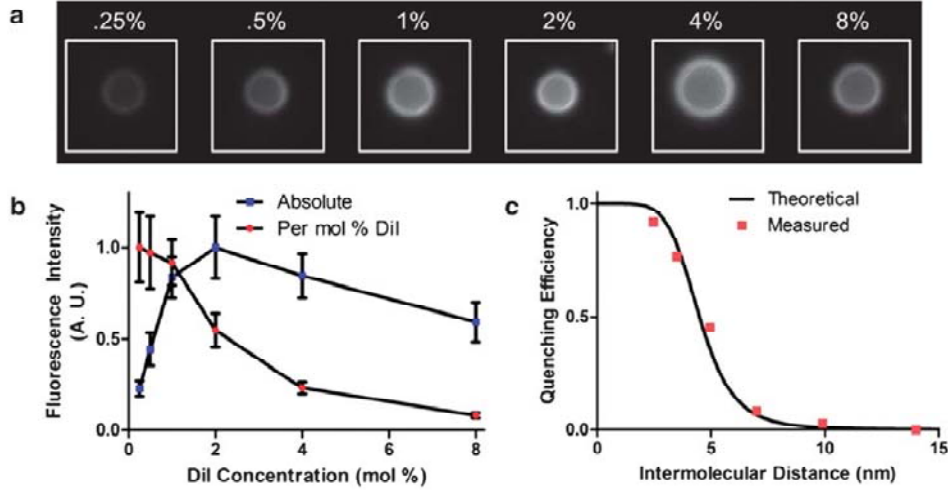 a
.25% .5% 1% 2% 4% 8%
b
Absolute
Per mol % DiI
Fluorescence Intensity
(A. U.)
1.0
0.5
0.0
0 2 4 6 8
DiI Concentration (mol %)
c
Theoretical
Measured
Quenching Efficiency
1.0
0.5
0.0
0 5 10 15
Intermolecular Distance (nm)